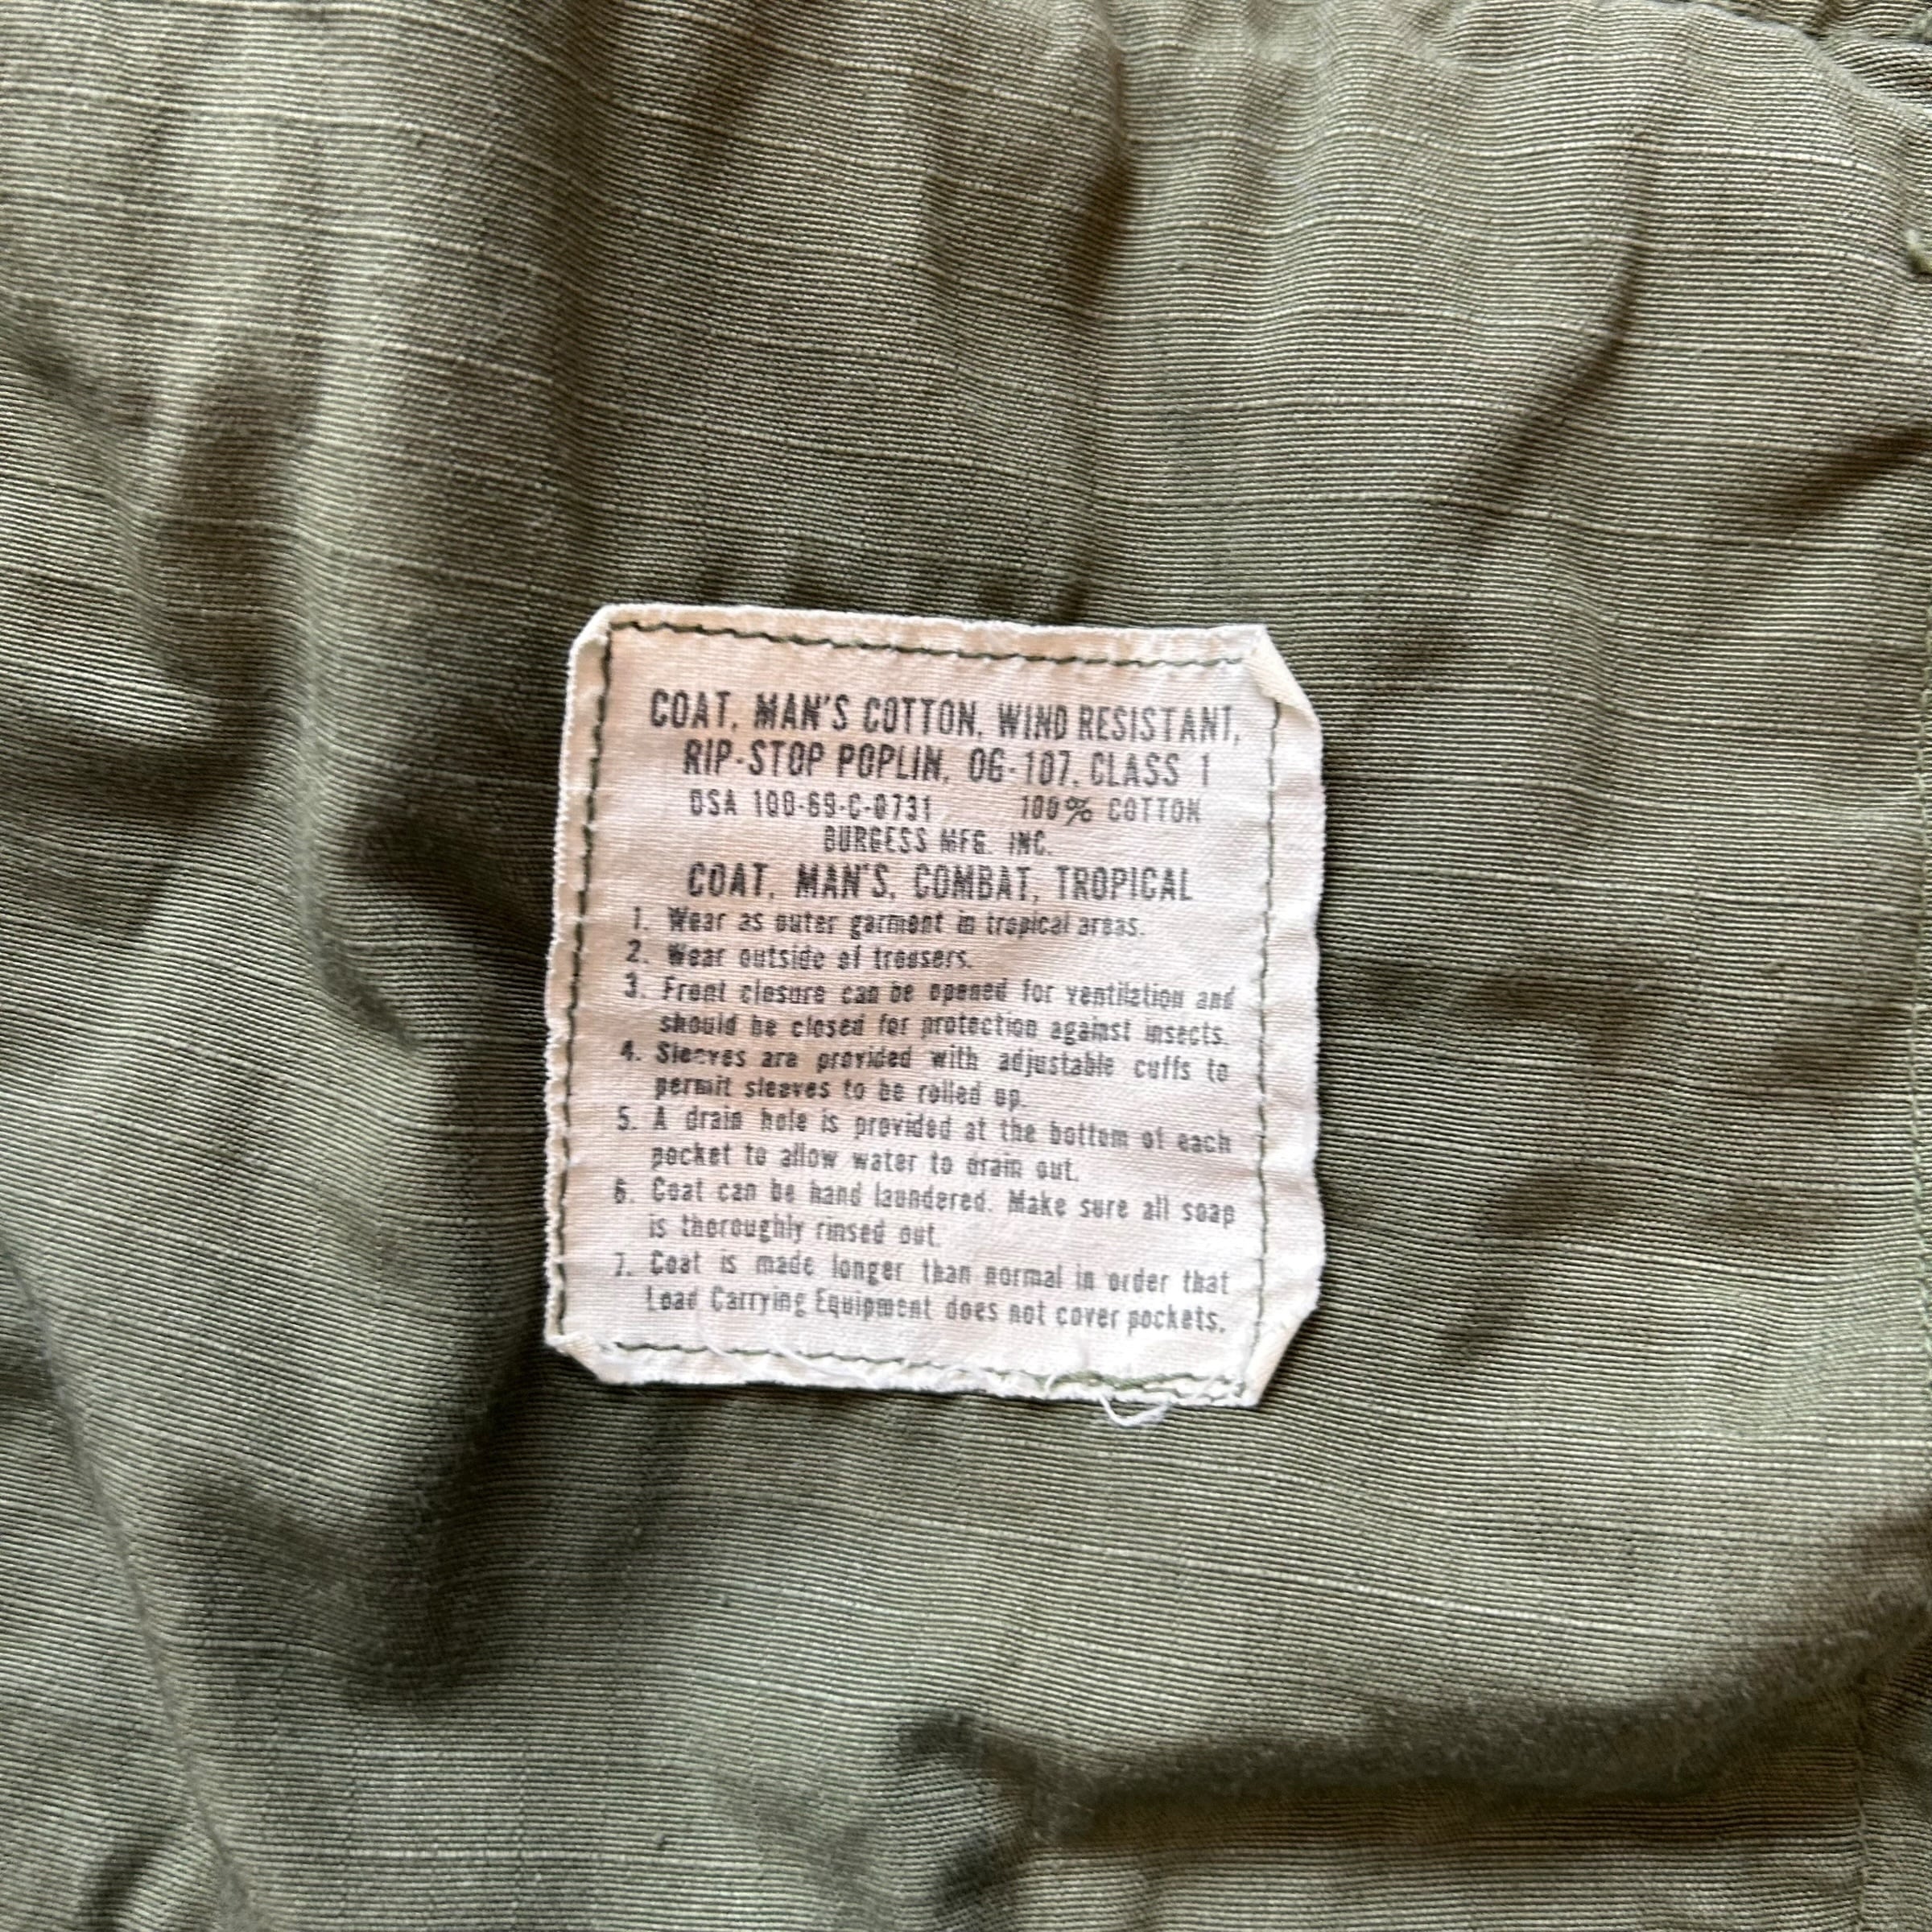 COAT, MAN'S COTTON, WIND RESISTANT,
RIP-STOP POPLIN, OG-107, CLASS 1
DSA 100-69-C-0731 100% COTTON
BURGESS MFG. INC.
COAT, MAN'S, COMBAT, TROPICAL
1. Wear as outer garment in tropical areas.
2. Wear outside of trousers.
3. Front closure can be opened for ventilation and
should be closed for protection against insects.
4. Sleeves are provided with adjustable cuffs to
permit sleeves to be rolled up.
5. A drain hole is provided at the bottom of each
pocket to allow water to drain out.
6. Coat can be hand laundered. Make sure all soap
is thoroughly rinsed out.
7. Coat is made longer than normal in order that
Load Carrying Equipment does not cover pockets.